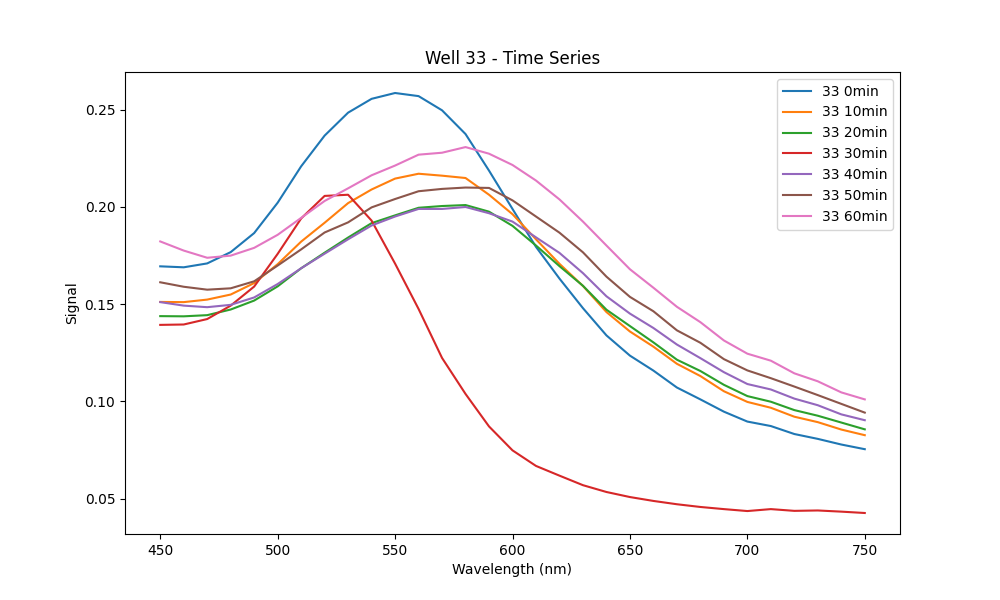 Well 33 - Time Series
Signal
0.25
0.20
0.15
0.10
0.05
33 0min
33 10min
33 20min
33 30min
33 40min
33 50min
33 60min
450 500 550 600 650 700 750
Wavelength (nm)